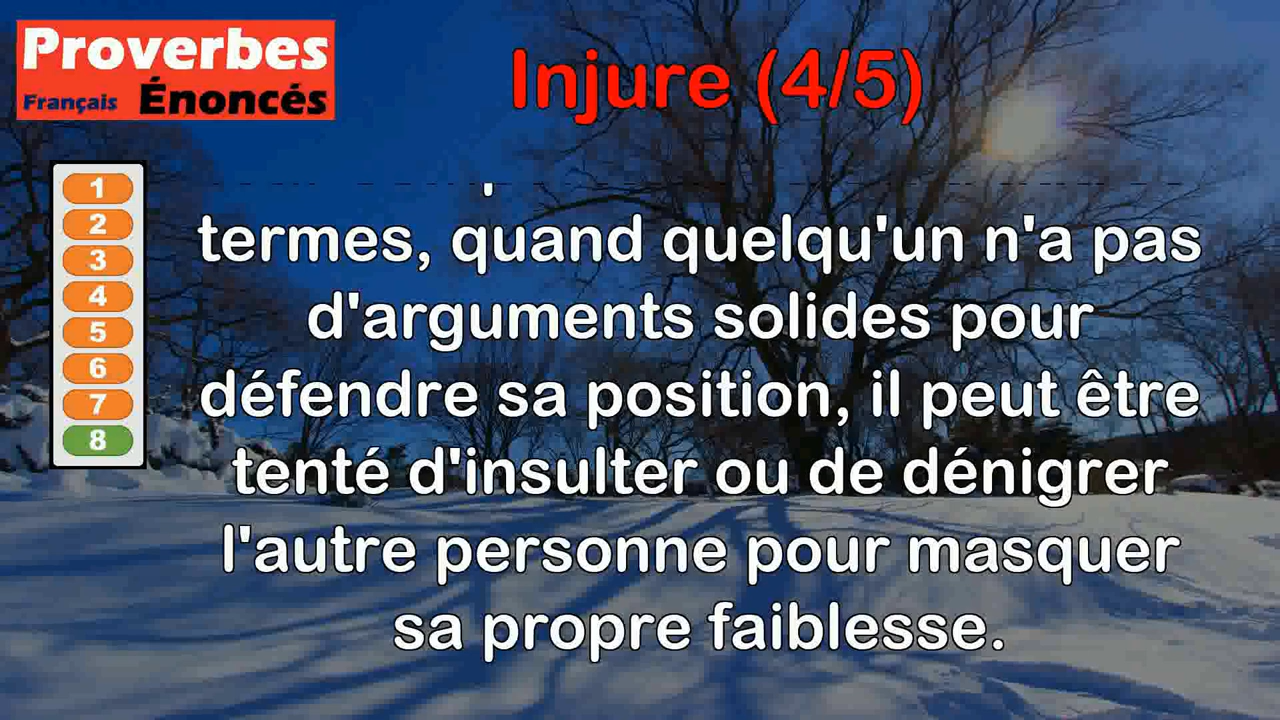 Proverbes
Français Énoncés
Injure (4/5)
1
2
3
4
5
6
7
8
termes, quand quelqu'un n'a pas
d'arguments solides pour
défendre sa position, il peut être
tenté d'insulter ou de dénigrer
l'autre personne pour masquer
sa propre faiblesse.